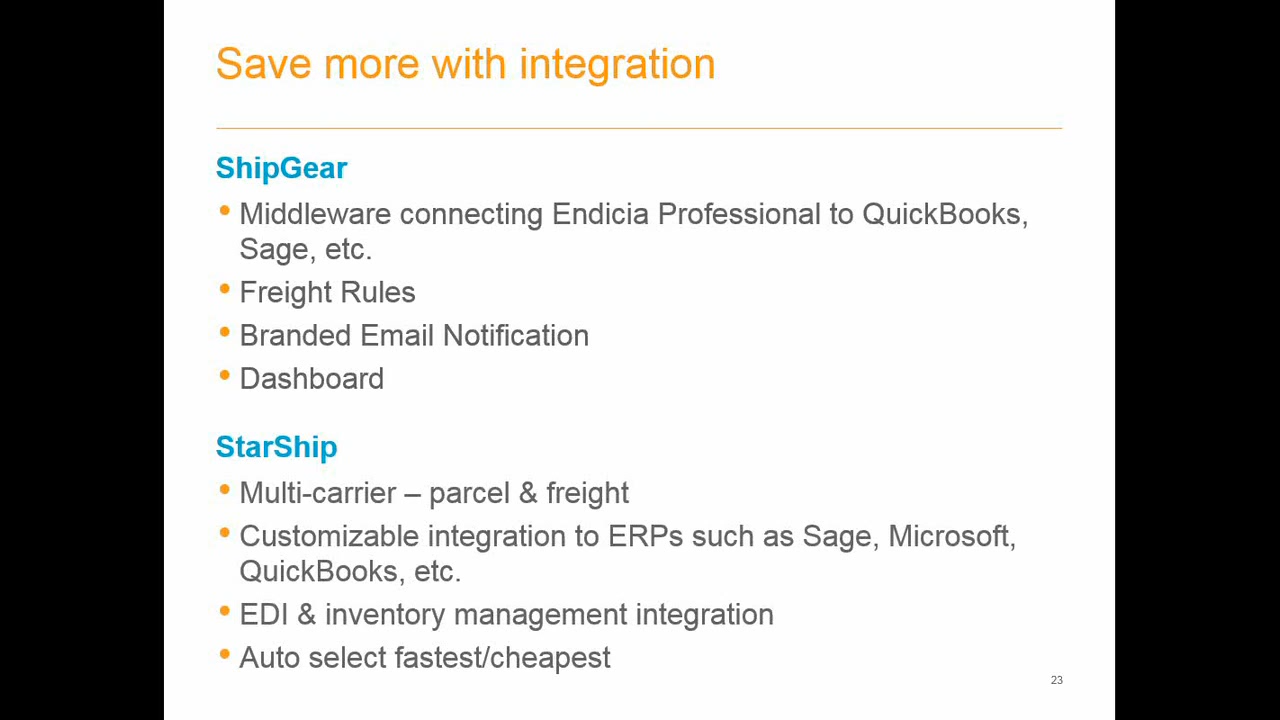 Save more with integration
ShipGear
• Middleware connecting Endicia Professional to QuickBooks,
Sage, etc.
• Freight Rules
• Branded Email Notification
• Dashboard
StarShip
• Multi-carrier – parcel & freight
• Customizable integration to ERPs such as Sage, Microsoft,
QuickBooks, etc.
• EDI & inventory management integration
• Auto select fastest/cheapest
23